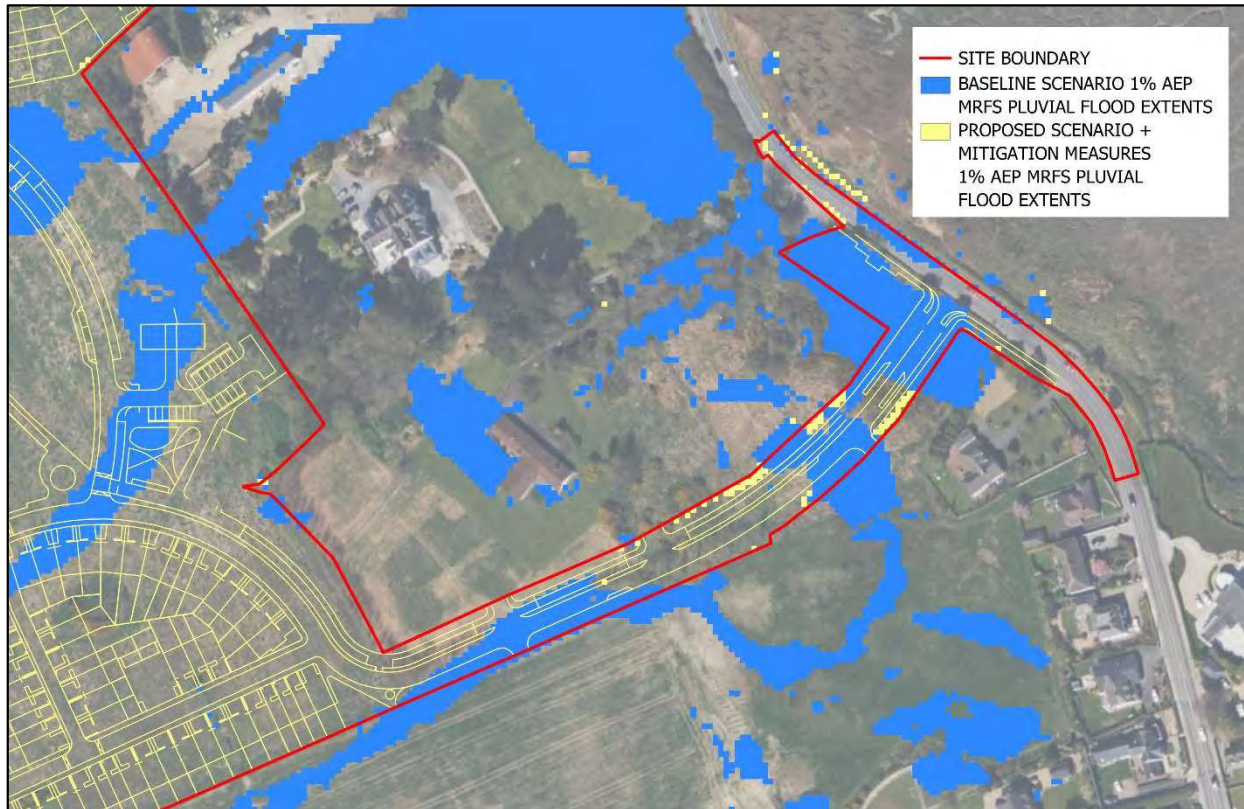 SITE BOUNDARY
BASELINE SCENARIO 1% AEP
MRFS PLUVIAL FLOOD EXTENTS
PROPOSED SCENARIO +
MITIGATION MEASURES
1% AEP MRFS PLUVIAL
FLOOD EXTENTS